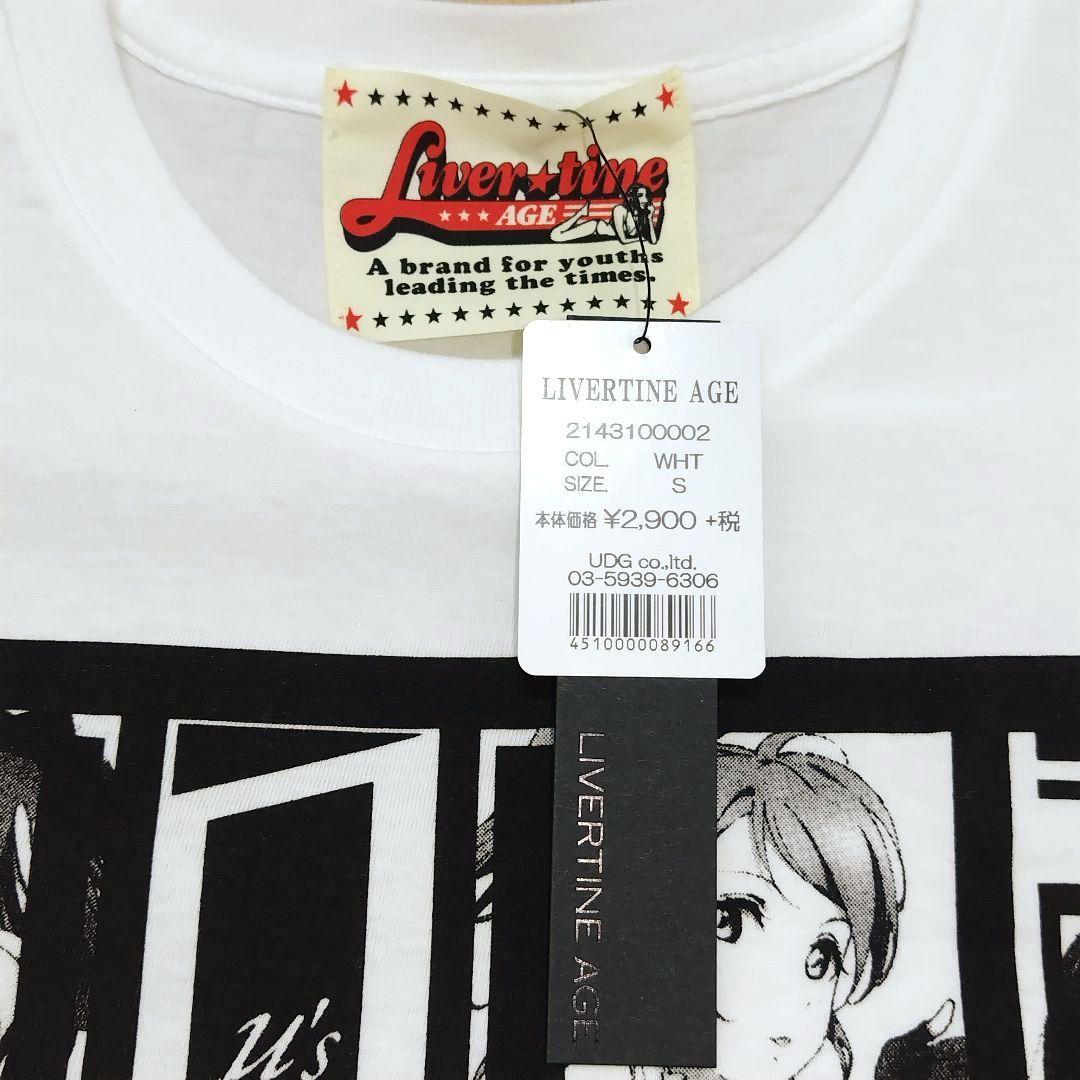 Liver★tine
★★★ AGE
A brand for youths
leading the times.
LIVERTINE AGE
2143100002
COL. WHT
SIZE. S
本体価格 ¥2,900 +税
UDG co.,ltd.
03-5939-6306
4510000089166
LIVERTINE AGE
μ's